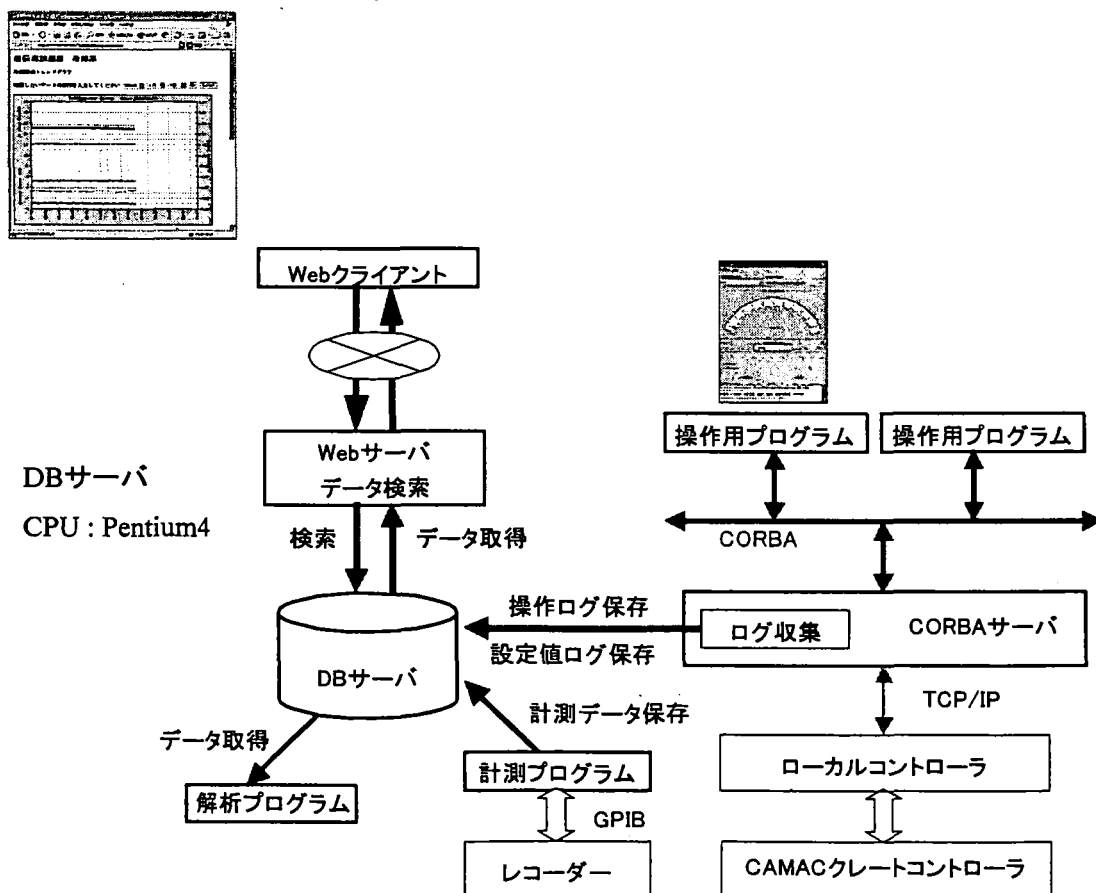 Webクライアント
Webサーバ
データ検索
DBサーバ
CPU : Pentium4
検索
データ取得
操作用プログラム
操作用プログラム
CORBA
操作ログ保存
設定値ログ保存
ログ収集
CORBAサーバ
DBサーバ
TCP/IP
計測データ保存
データ取得
計測プログラム
ローカルコントローラ
解析プログラム
GPIB
レコーダー
CAMACクレートコントローラ